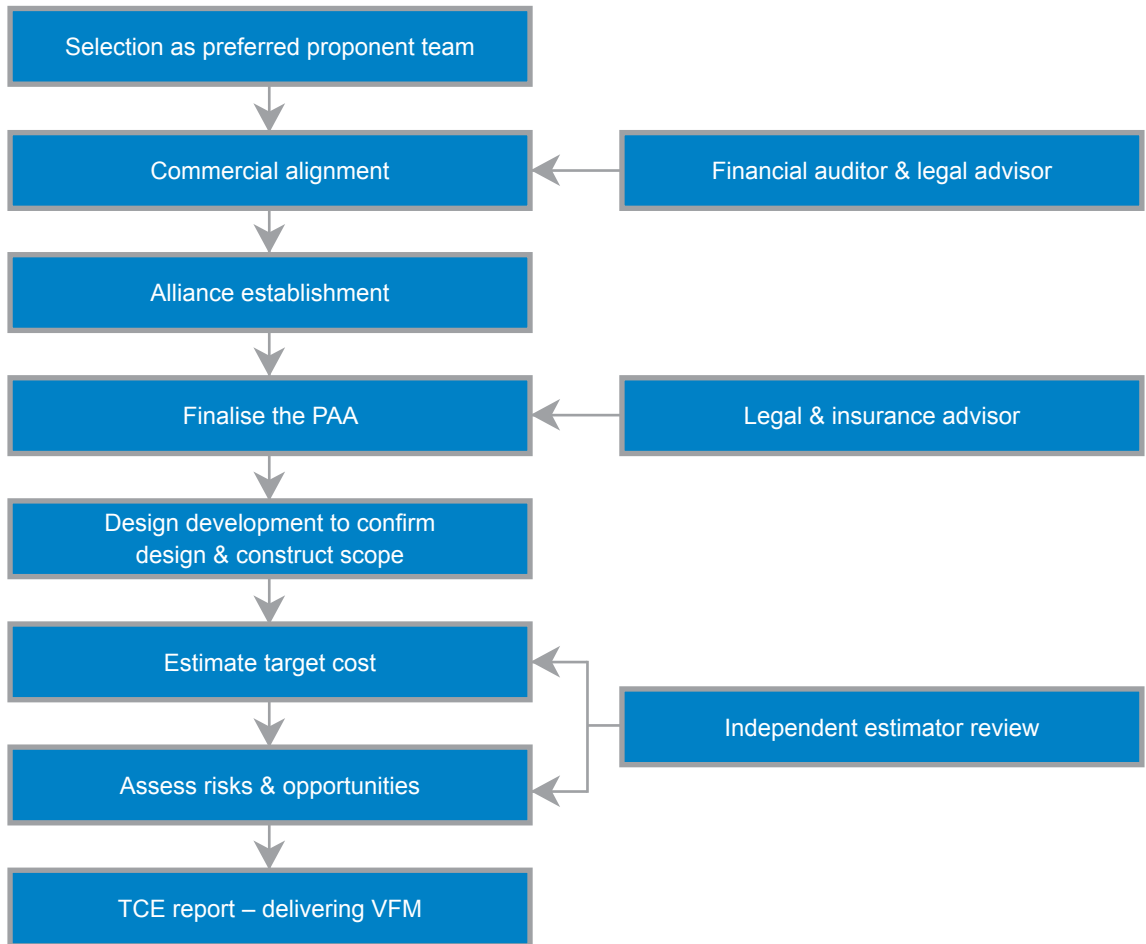 Selection as preferred proponent team
Commercial alignment
Financial auditor & legal advisor
Alliance establishment
Finalise the PAA
Legal & insurance advisor
Design development to confirm
design & construct scope
Estimate target cost
Independent estimator review
Assess risks & opportunities
TCE report – delivering VFM